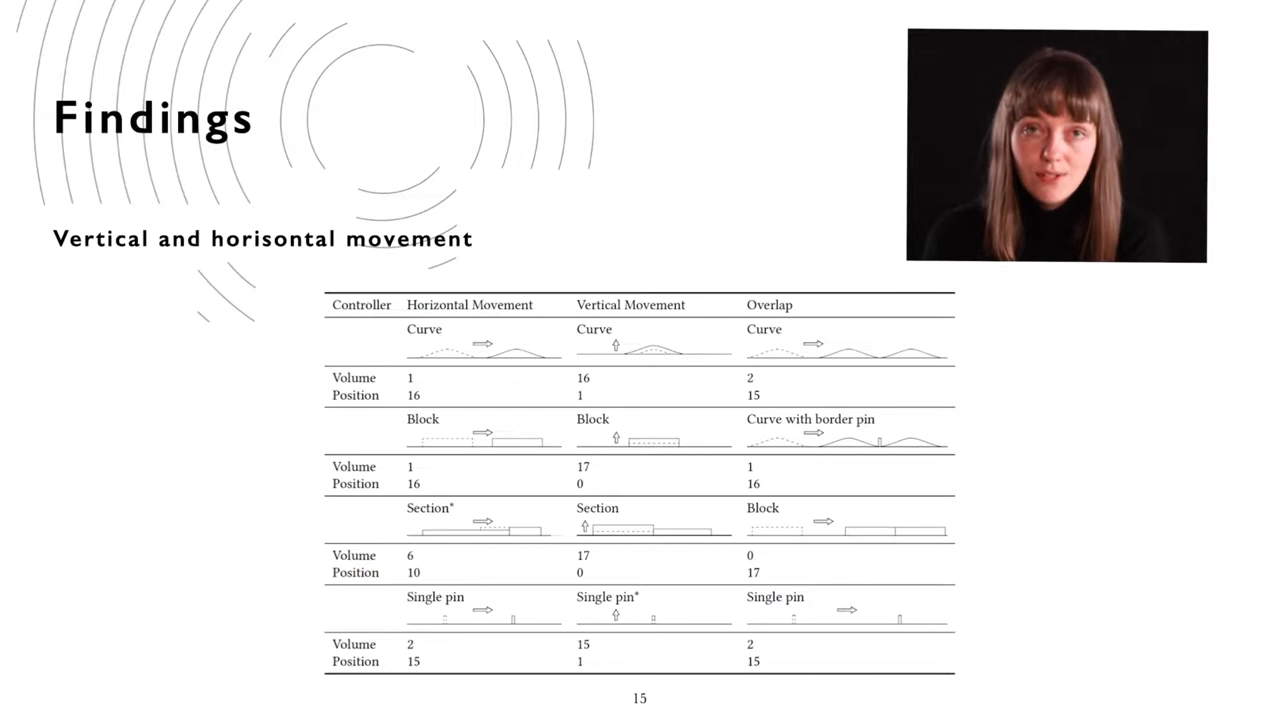 Findings
Vertical and horisontal movement
Controller Horizontal Movement Vertical Movement Overlap
Curve Curve Curve
Volume 1 16 2
Position 16 1 15
Block Block Curve with border pin
Volume 1 17 1
Position 16 0 16
Section* Section Block
Volume 6 17 0
Position 10 0 17
Single pin Single pin* Single pin
Volume 2 15 2
Position 15 1 15
15